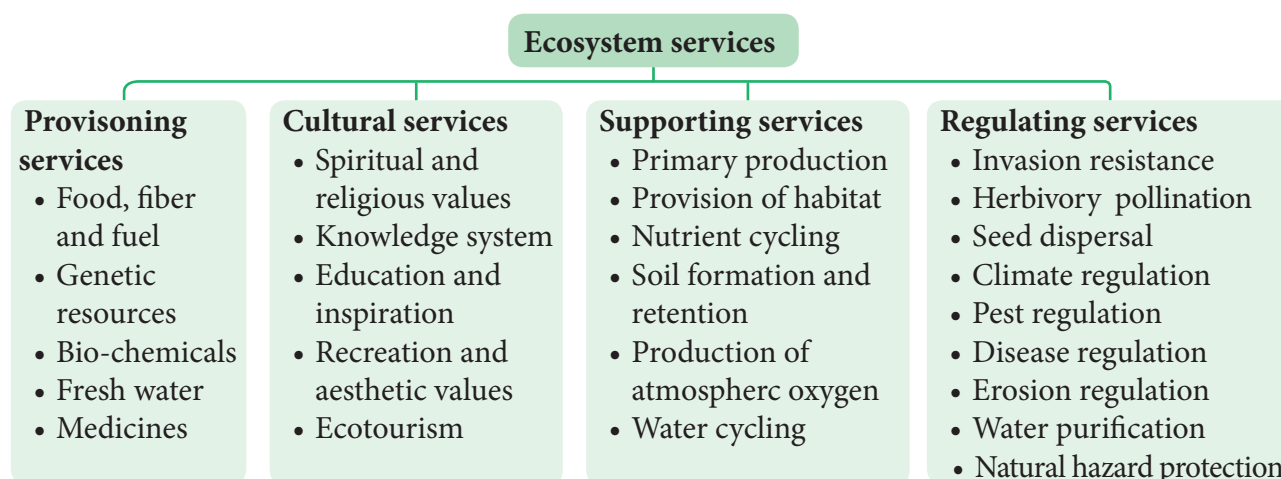 Ecosystem services
Provisoning
services
• Food, fiber
and fuel
• Genetic
resources
• Bio-chemicals
• Fresh water
• Medicines
Cultural services
• Spiritual and
religious values
• Knowledge system
• Education and
inspiration
• Recreation and
aesthetic values
• Ecotourism
Supporting services
• Primary production
• Provision of habitat
• Nutrient cycling
• Soil formation and
retention
• Production of
atmospherc oxygen
• Water cycling
Regulating services
• Invasion resistance
• Herbivory pollination
• Seed dispersal
• Climate regulation
• Pest regulation
• Disease regulation
• Erosion regulation
• Water purification
• Natural hazard protection